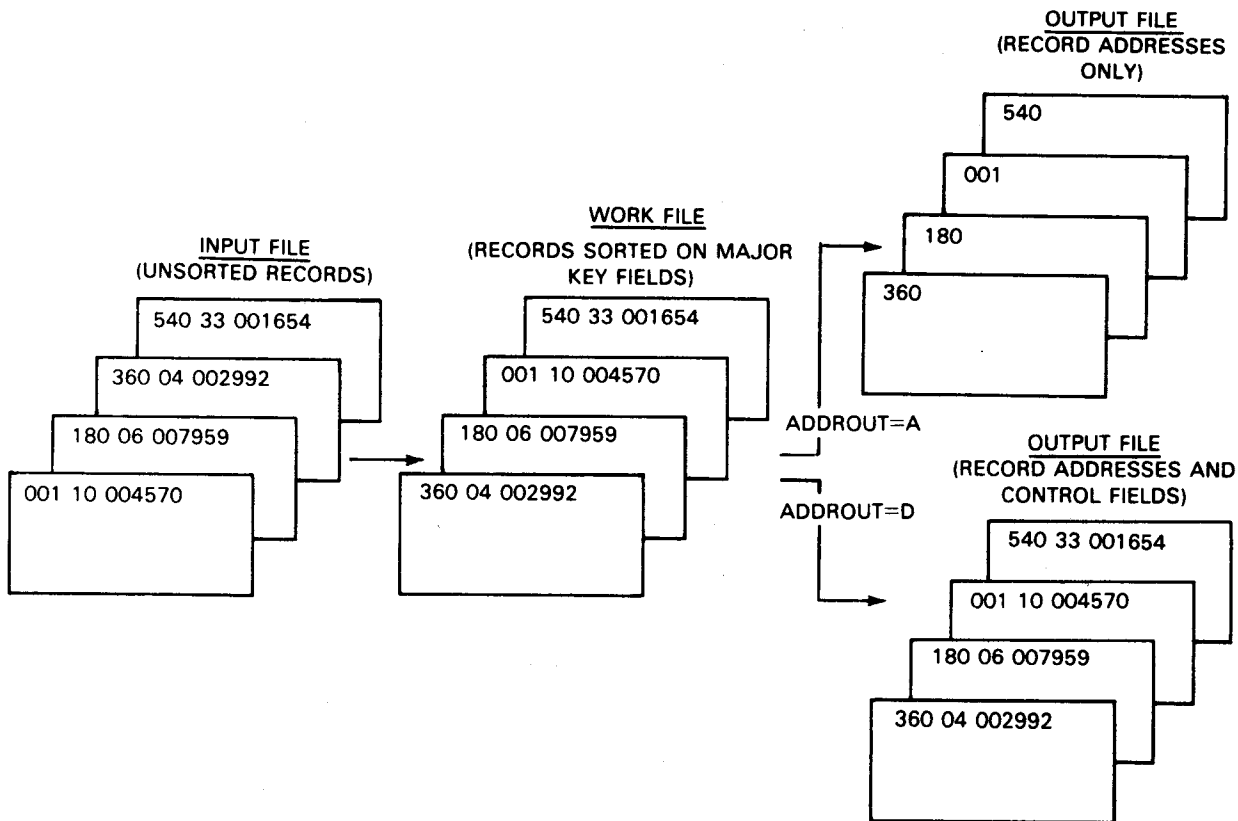 INPUT FILE
(UNSORTED RECORDS)
540 33 001654
360 04 002992
180 06 007959
001 10 004570
WORK FILE
(RECORDS SORTED ON MAJOR
KEY FIELDS)
540 33 001654
001 10 004570
180 06 007959
360 04 002992
ADDROUT=A
ADDROUT=D
OUTPUT FILE
(RECORD ADDRESSES
ONLY)
540
001
180
360
OUTPUT FILE
(RECORD ADDRESSES AND
CONTROL FIELDS)
540 33 001654
001 10 004570
180 06 007959
360 04 002992